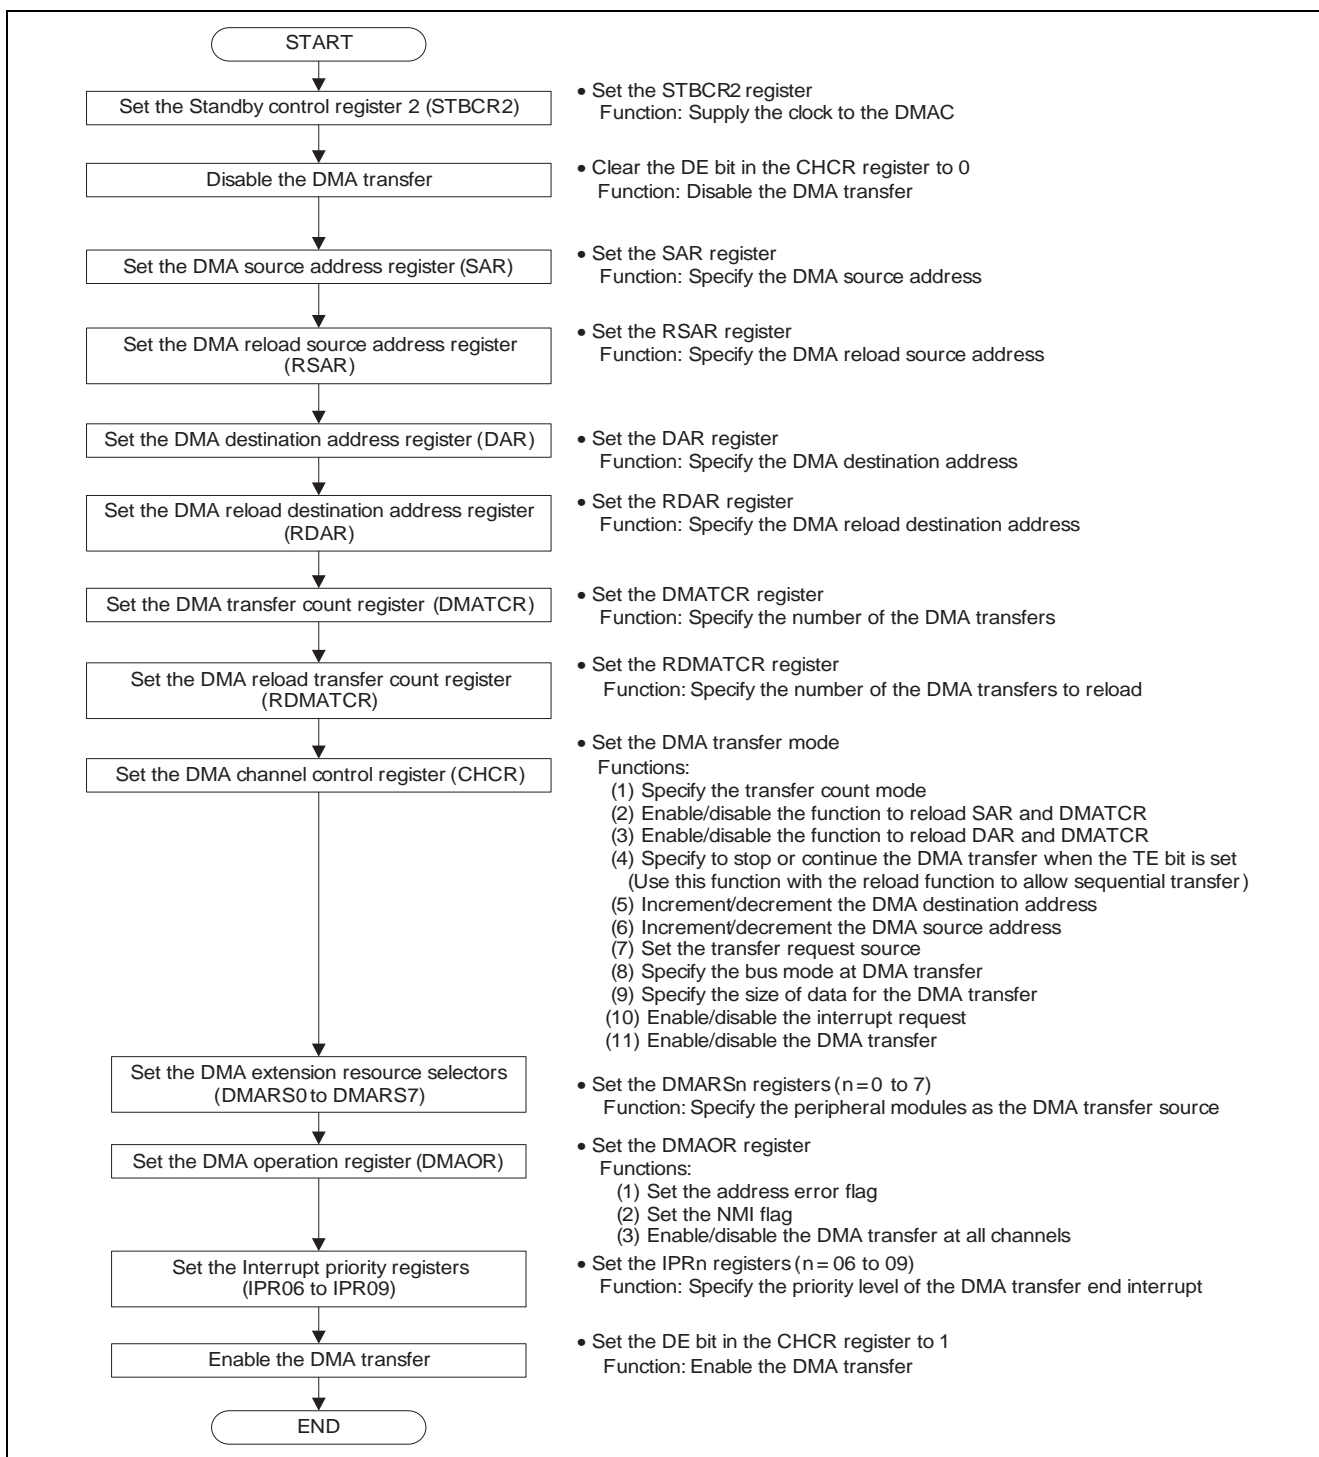 START
Set the Standby control register 2 (STBCR2)
• Set the STBCR2 register
Function: Supply the clock to the DMAC
Disable the DMA transfer
• Clear the DE bit in the CHCR register to 0
Function: Disable the DMA transfer
Set the DMA source address register (SAR)
• Set the SAR register
Function: Specify the DMA source address
Set the DMA reload source address register
(RSAR)
• Set the RSAR register
Function: Specify the DMA reload source address
Set the DMA destination address register (DAR)
• Set the DAR register
Function: Specify the DMA destination address
Set the DMA reload destination address register
(RDAR)
• Set the RDAR register
Function: Specify the DMA reload destination address
Set the DMA transfer count register (DMATCR)
• Set the DMATCR register
Function: Specify the number of the DMA transfers
Set the DMA reload transfer count register
(RDMATCR)
• Set the RDMATCR register
Function: Specify the number of the DMA transfers to reload
Set the DMA channel control register (CHCR)
• Set the DMA transfer mode
Functions:
(1) Specify the transfer count mode
(2) Enable/disable the function to reload SAR and DMATCR
(3) Enable/disable the function to reload DAR and DMATCR
(4) Specify to stop or continue the DMA transfer when the TE bit is set
(Use this function with the reload function to allow sequential transfer)
(5) Increment/decrement the DMA destination address
(6) Increment/decrement the DMA source address
(7) Set the transfer request source
(8) Specify the bus mode at DMA transfer
(9) Specify the size of data for the DMA transfer
(10) Enable/disable the interrupt request
(11) Enable/disable the DMA transfer
Set the DMA extension resource selectors
(DMARS0 to DMARS7)
• Set the DMARSn registers (n = 0 to 7)
Function: Specify the peripheral modules as the DMA transfer source
Set the DMA operation register (DMAOR)
• Set the DMAOR register
Functions:
(1) Set the address error flag
(2) Set the NMI flag
(3) Enable/disable the DMA transfer at all channels
Set the Interrupt priority registers
(IPR06 to IPR09)
• Set the IPRn registers (n = 06 to 09)
Function: Specify the priority level of the DMA transfer end interrupt
Enable the DMA transfer
• Set the DE bit in the CHCR register to 1
Function: Enable the DMA transfer
END